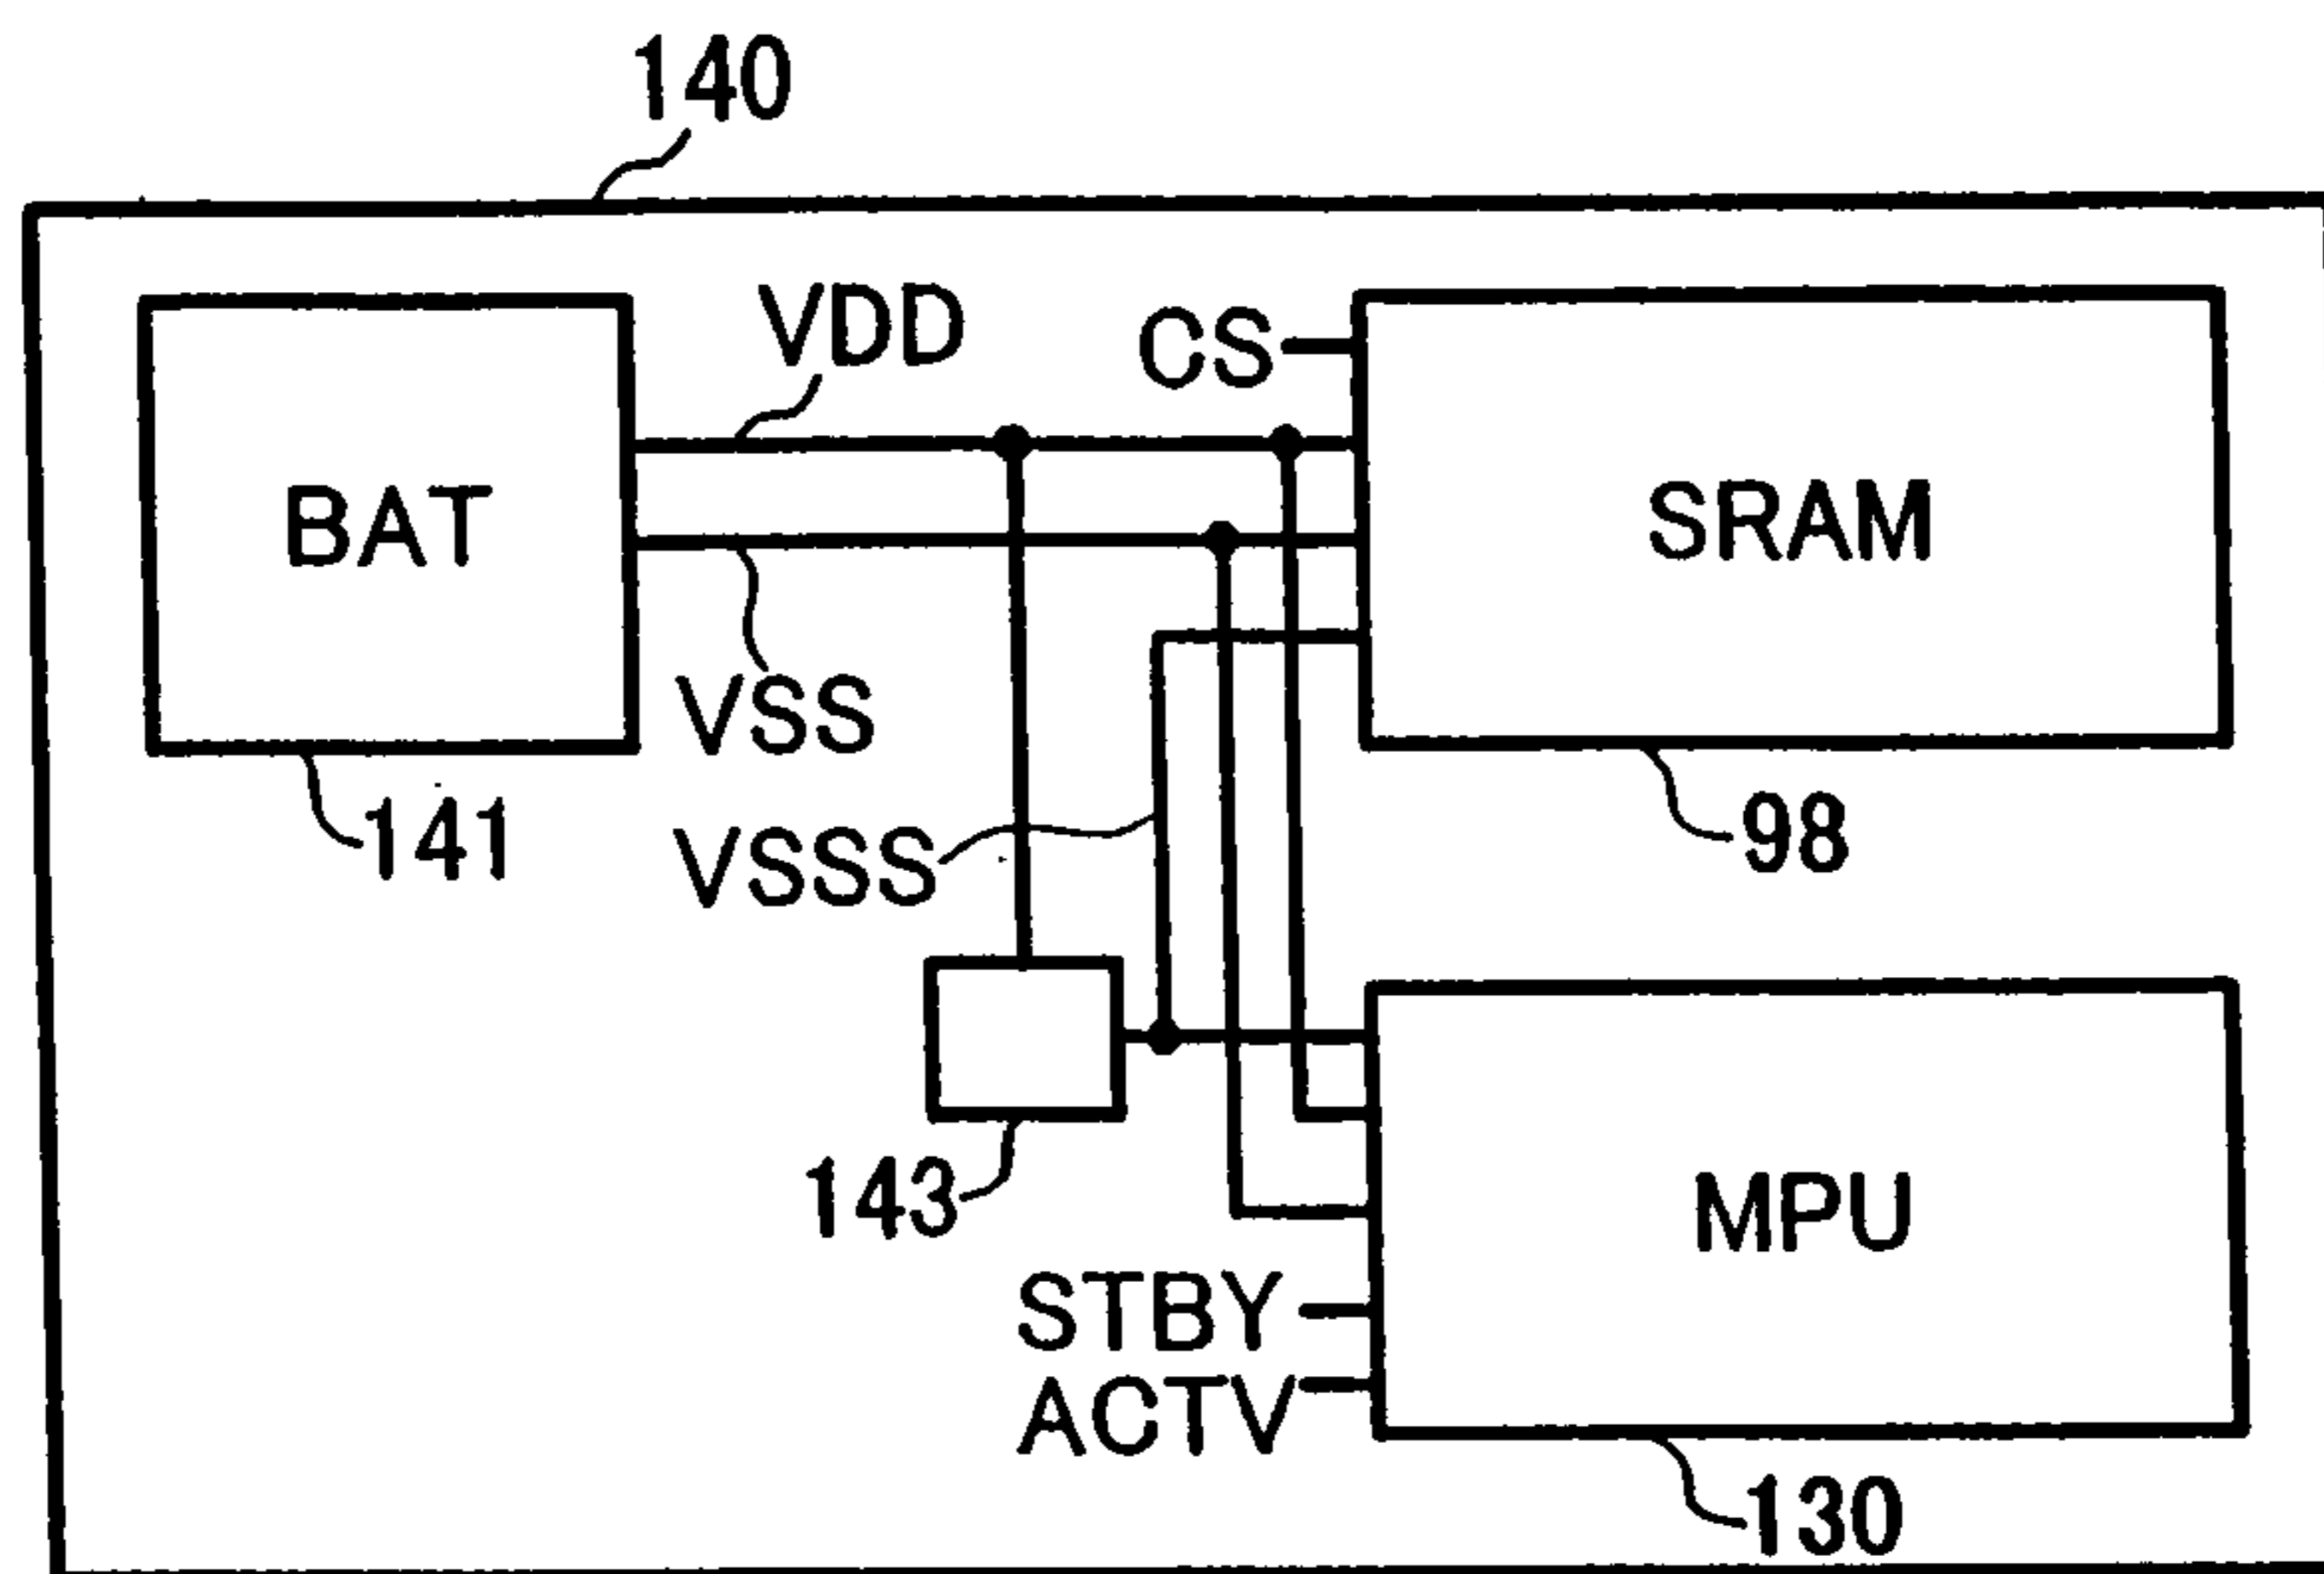 140
VDD
CS
BAT
SRAM
VSS
141
VSSS
98
143
MPU
STBY
ACTV
130